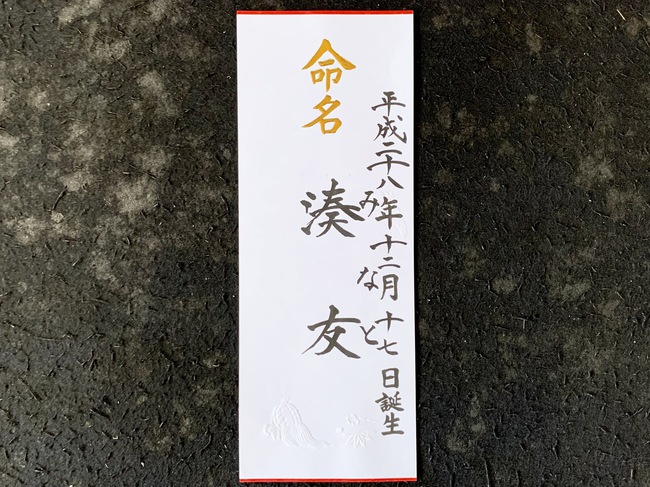 平成二十八年十二月十七日誕生
命名
湊友
みなと